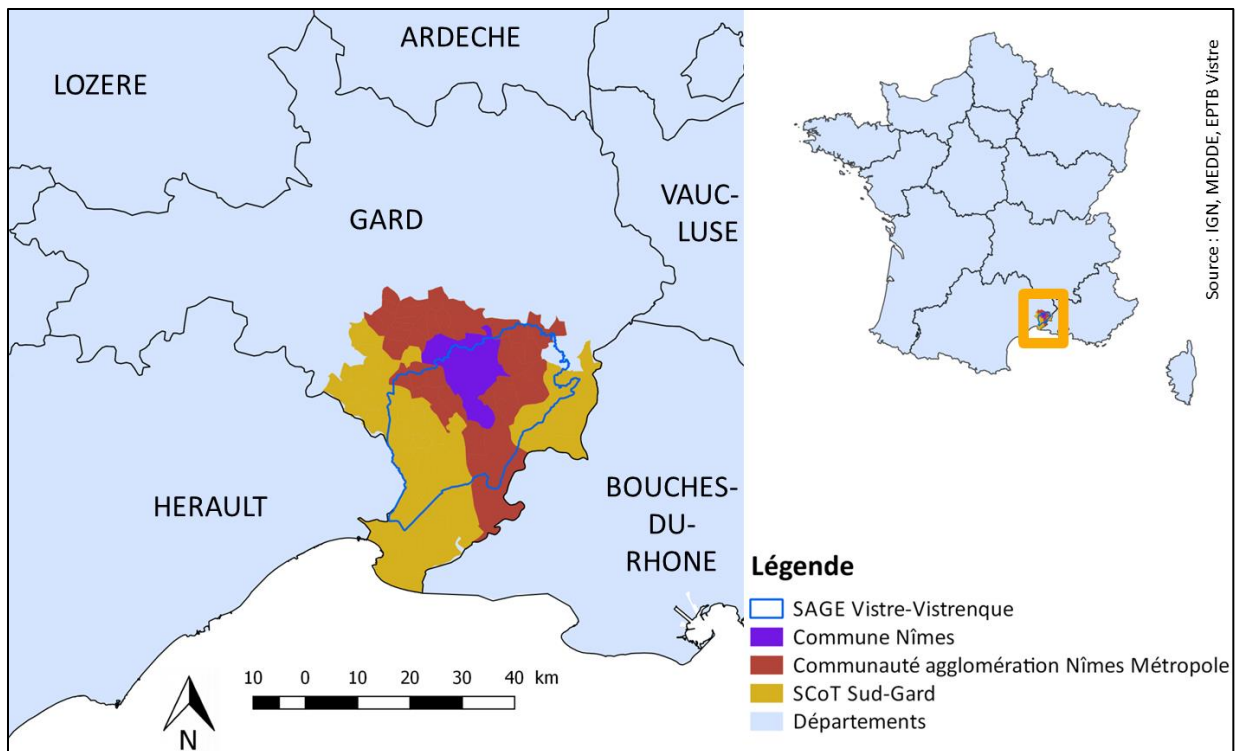 ARDECHE
LOZERE
GARD
VAUC-
LUSE
HERAULT
BOUCHES-
DU-
RHONE
N
10 0 10 20 30 40 km
Source : IGN, MEDDE, EPTB Vistre
Légende
SAGE Vistre-Vistrenque
Commune Nîmes
Communauté agglomération Nîmes Métropole
SCoT Sud-Gard
Départements